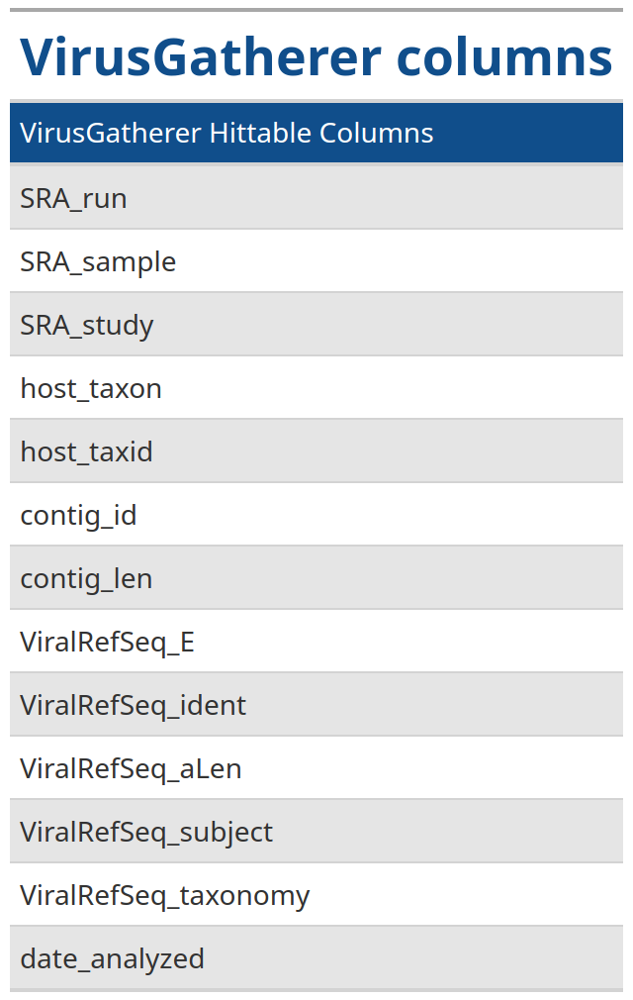 VirusGatherer columns
VirusGatherer Hittable Columns
SRA_run
SRA_sample
SRA_study
host_taxon
host_taxid
contig_id
contig_len
ViralRefSeq_E
ViralRefSeq_ident
ViralRefSeq_aLen
ViralRefSeq_subject
ViralRefSeq_taxonomy
date_analyzed